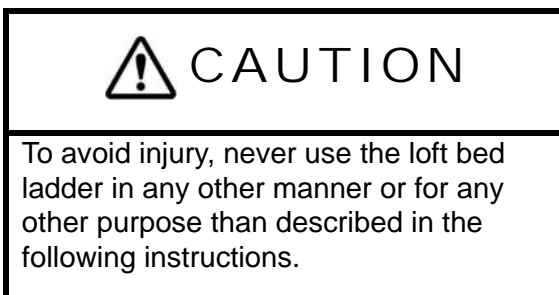 CAUTION
To avoid injury, never use the loft bed
ladder in any other manner or for any
other purpose than described in the
following instructions.